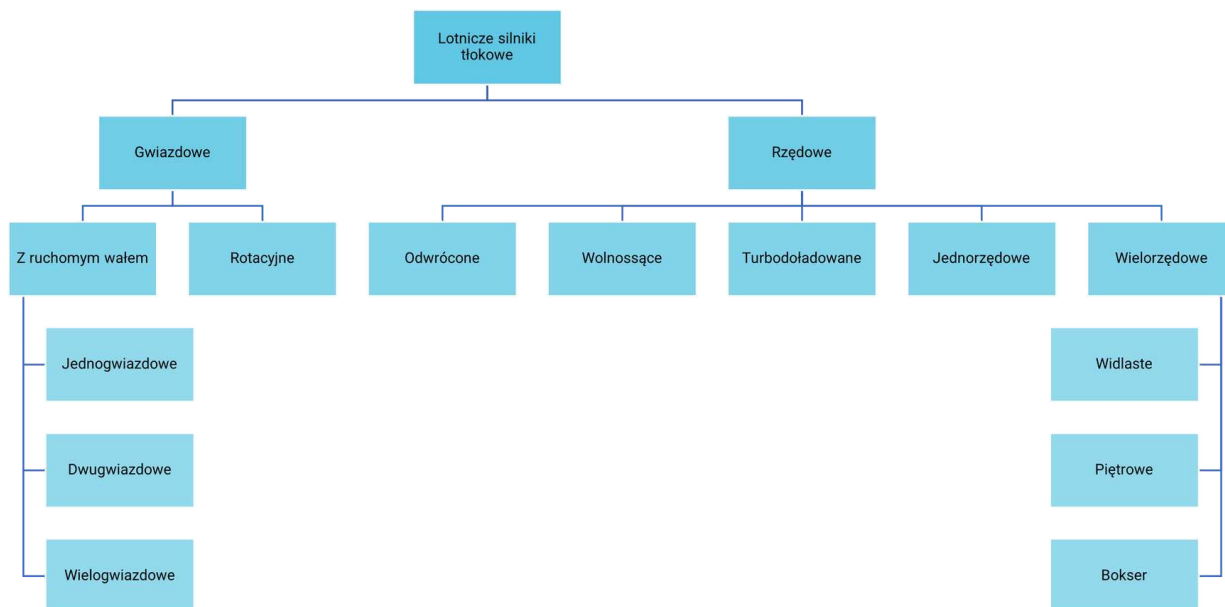 Lotnicze silniki
tłokowe
Gwiazdowe
Rzędowe
Z ruchomym wałem
Rotacyjne
Odwrócone
Wolnossące
Turbodoładowane
Jednorzędowe
Wielorzędowe
Jednogwiazdowe
Widlaste
Dwugwiazdowe
Piętrowe
Wielogwiazdowe
Bokser